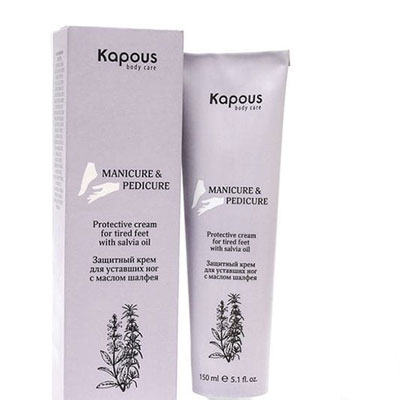 Kapous
body care
MANICURE &
PEDICURE
Protective cream
for tired feet
with salvia oil
Защитный крем
для уставших ног
с маслом шалфея
Kapous
body care
MANICURE &
PEDICURE
Protective cream
for tired feet
with salvia oil
Защитный крем
для уставших ног
с маслом шалфея
150 ml ℮ 5.1 fl. oz.